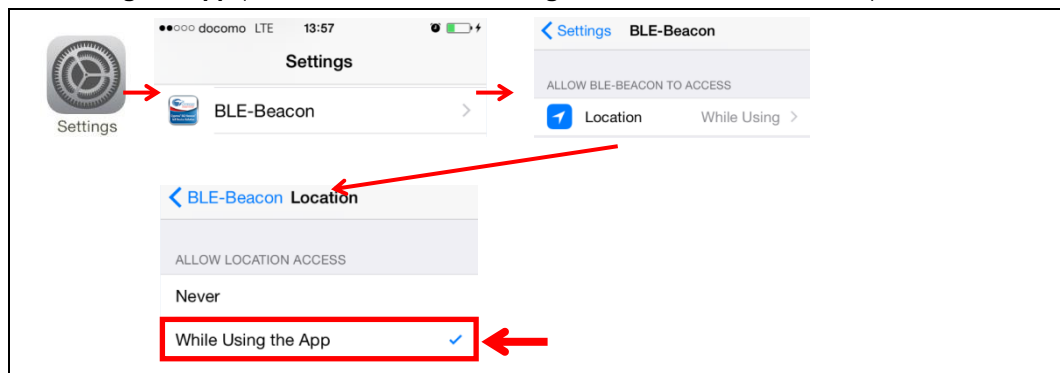 ●●○○○ docomo LTE 13:57
Settings
Settings
BLE-Beacon
Settings BLE-Beacon
ALLOW BLE-BEACON TO ACCESS
Location While Using
BLE-Beacon Location
ALLOW LOCATION ACCESS
Never
While Using the App